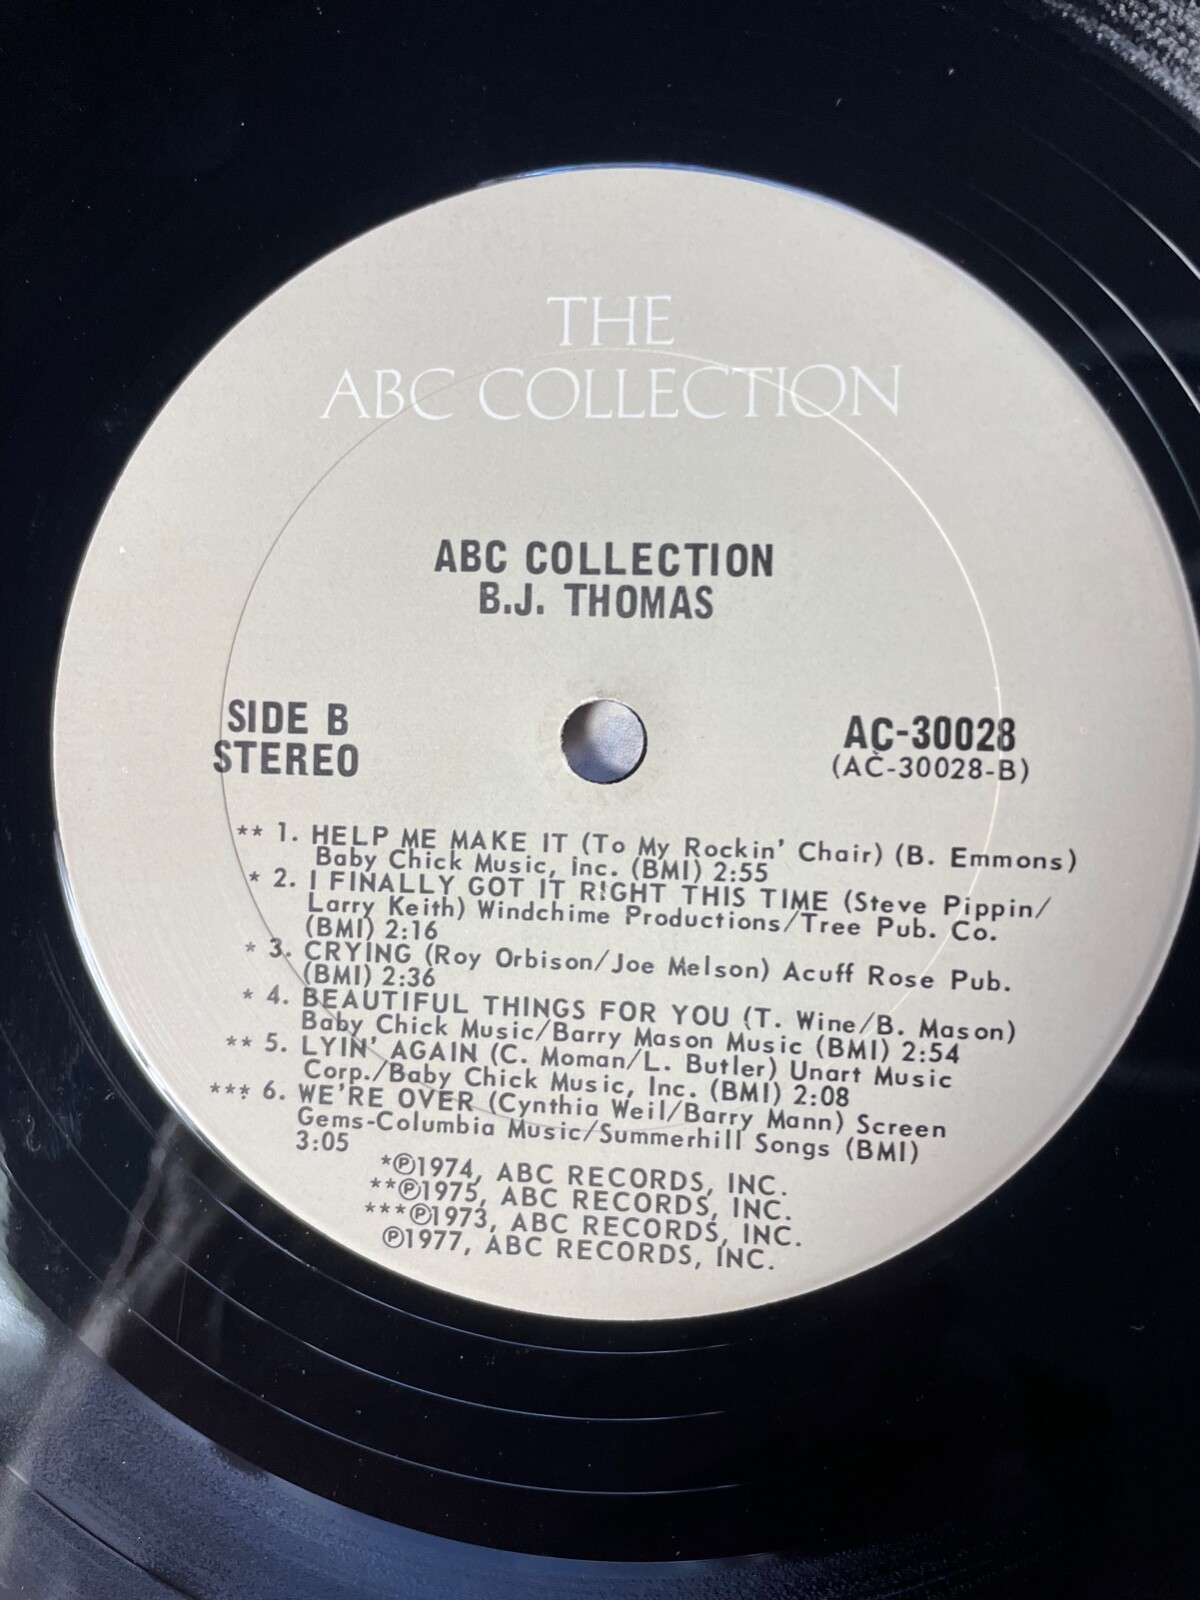 THE
ABC COLLECTION
ABC COLLECTION
B.J. THOMAS
SIDE B
STEREO
AC-30028
(AC-30028-B)
** 1. HELP ME MAKE IT (To My Rockin' Chair) (B. Emmons)
Baby Chick Music, Inc. (BMI) 2:55
* 2. I FINALLY GOT IT RIGHT THIS TIME (Steve Pippin/
Larry Keith) Windchime Productions/Tree Pub. Co.
(BMI) 2:16
* 3. CRYING (Roy Orbison/Joe Melson) Acuff Rose Pub.
(BMI) 2:36
* 4. BEAUTIFUL THINGS FOR YOU (T. Wine/B. Mason)
Baby Chick Music/Barry Mason Music (BMI) 2:54
** 5. LYIN' AGAIN (C. Moman/L. Butler) Unart Music
Corp./Baby Chick Music, Inc. (BMI) 2:08
*** 6. WE'RE OVER (Cynthia Weil/Barry Mann) Screen
Gems-Columbia Music/Summerhill Songs (BMI)
3:05
*℗1974, ABC RECORDS, INC.
**℗1975, ABC RECORDS, INC.
***℗1973, ABC RECORDS, INC.
℗1977, ABC RECORDS, INC.